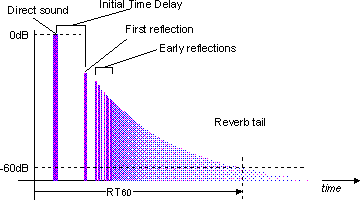 Initial Time Delay
Direct sound
First reflection
0dB
Early reflections
Reverb tail
-60dB
time
RT60